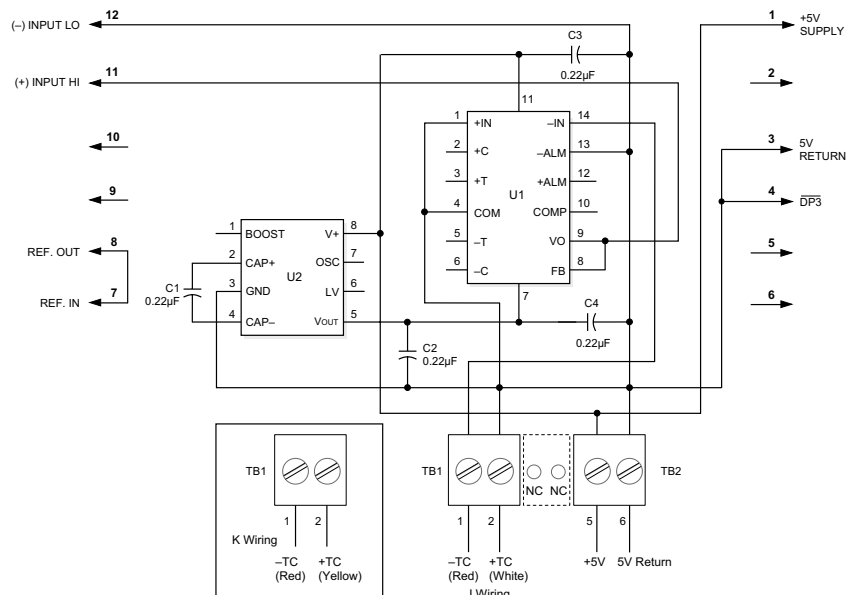 12
(–) INPUT LO
1
+5V
SUPPLY
C3
0.22µF
11
(+) INPUT HI
2
11
1
+IN
–IN
14
2
+C
–ALM
13
3
5V
RETURN
10
3
+T
+ALM
12
U1
4
COM
COMP
10
4
DP3
9
5
–T
VO
9
6
–C
FB
8
7
1
BOOST
V+
8
2
CAP+
OSC
7
U2
3
GND
LV
6
4
CAP–
VOUT
5
C1
0.22µF
8
REF. OUT
7
REF. IN
5
6
C4
0.22µF
C2
0.22µF
TB1
1
2
K Wiring
–TC
(Red)
+TC
(Yellow)
TB1
NC
NC
TB2
1
2
5
6
–TC
(Red)
+TC
(White)
+5V
5V Return
J Wiring